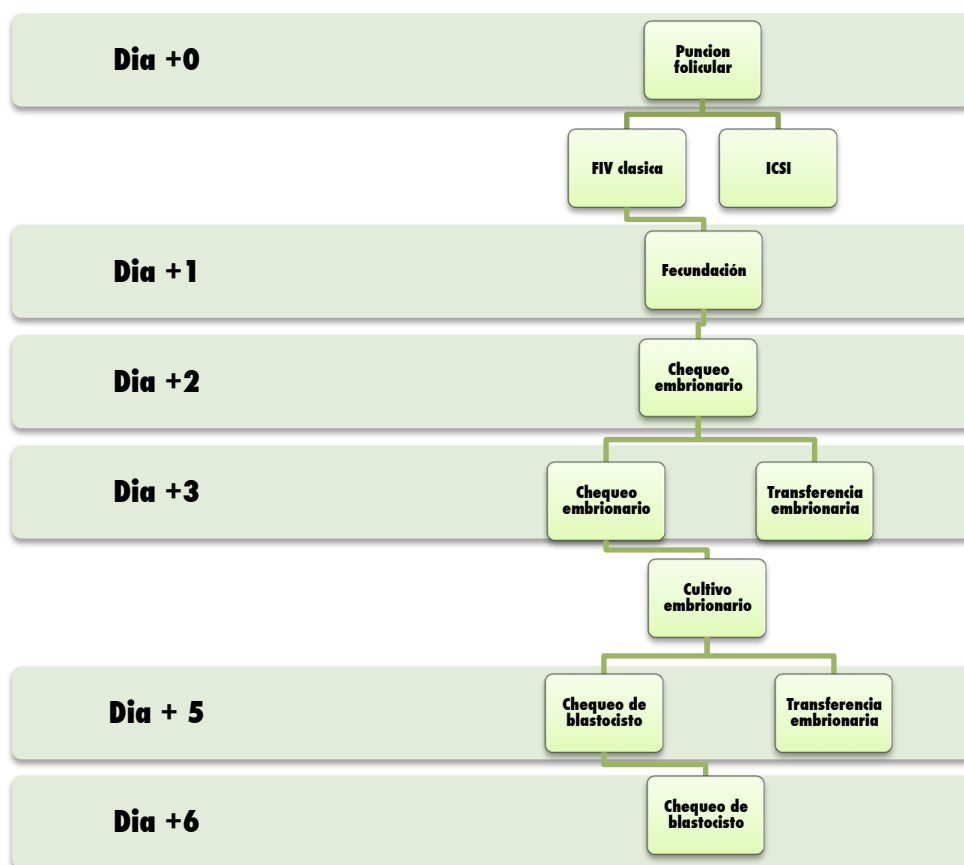 Dia +0
Puncion
folicular
FIV clasica
ICSI
Dia +1
Fecundación
Dia +2
Chequeo
embrionario
Dia +3
Chequeo
embrionario
Transferencia
embrionaria
Cultivo
embrionario
Dia + 5
Chequeo de
blastocisto
Transferencia
embrionaria
Dia +6
Chequeo de
blastocisto